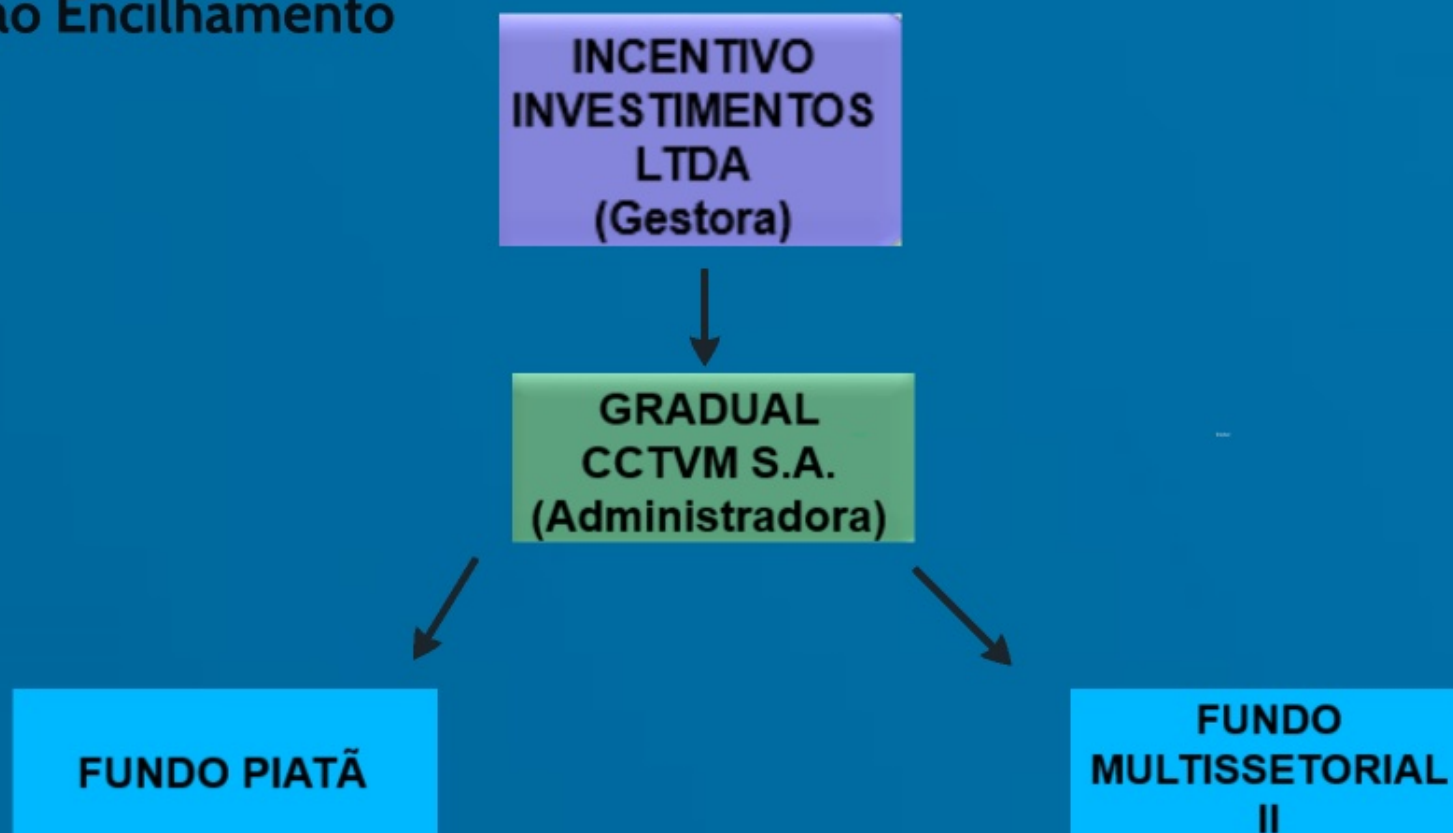 ao Encilhamento
INCENTIVO
INVESTIMENTOS
LTDA
(Gestora)
GRADUAL
CCTVM S.A.
(Administradora)
FUNDO PIATÃ
FUNDO
MULTISSETORIAL
II